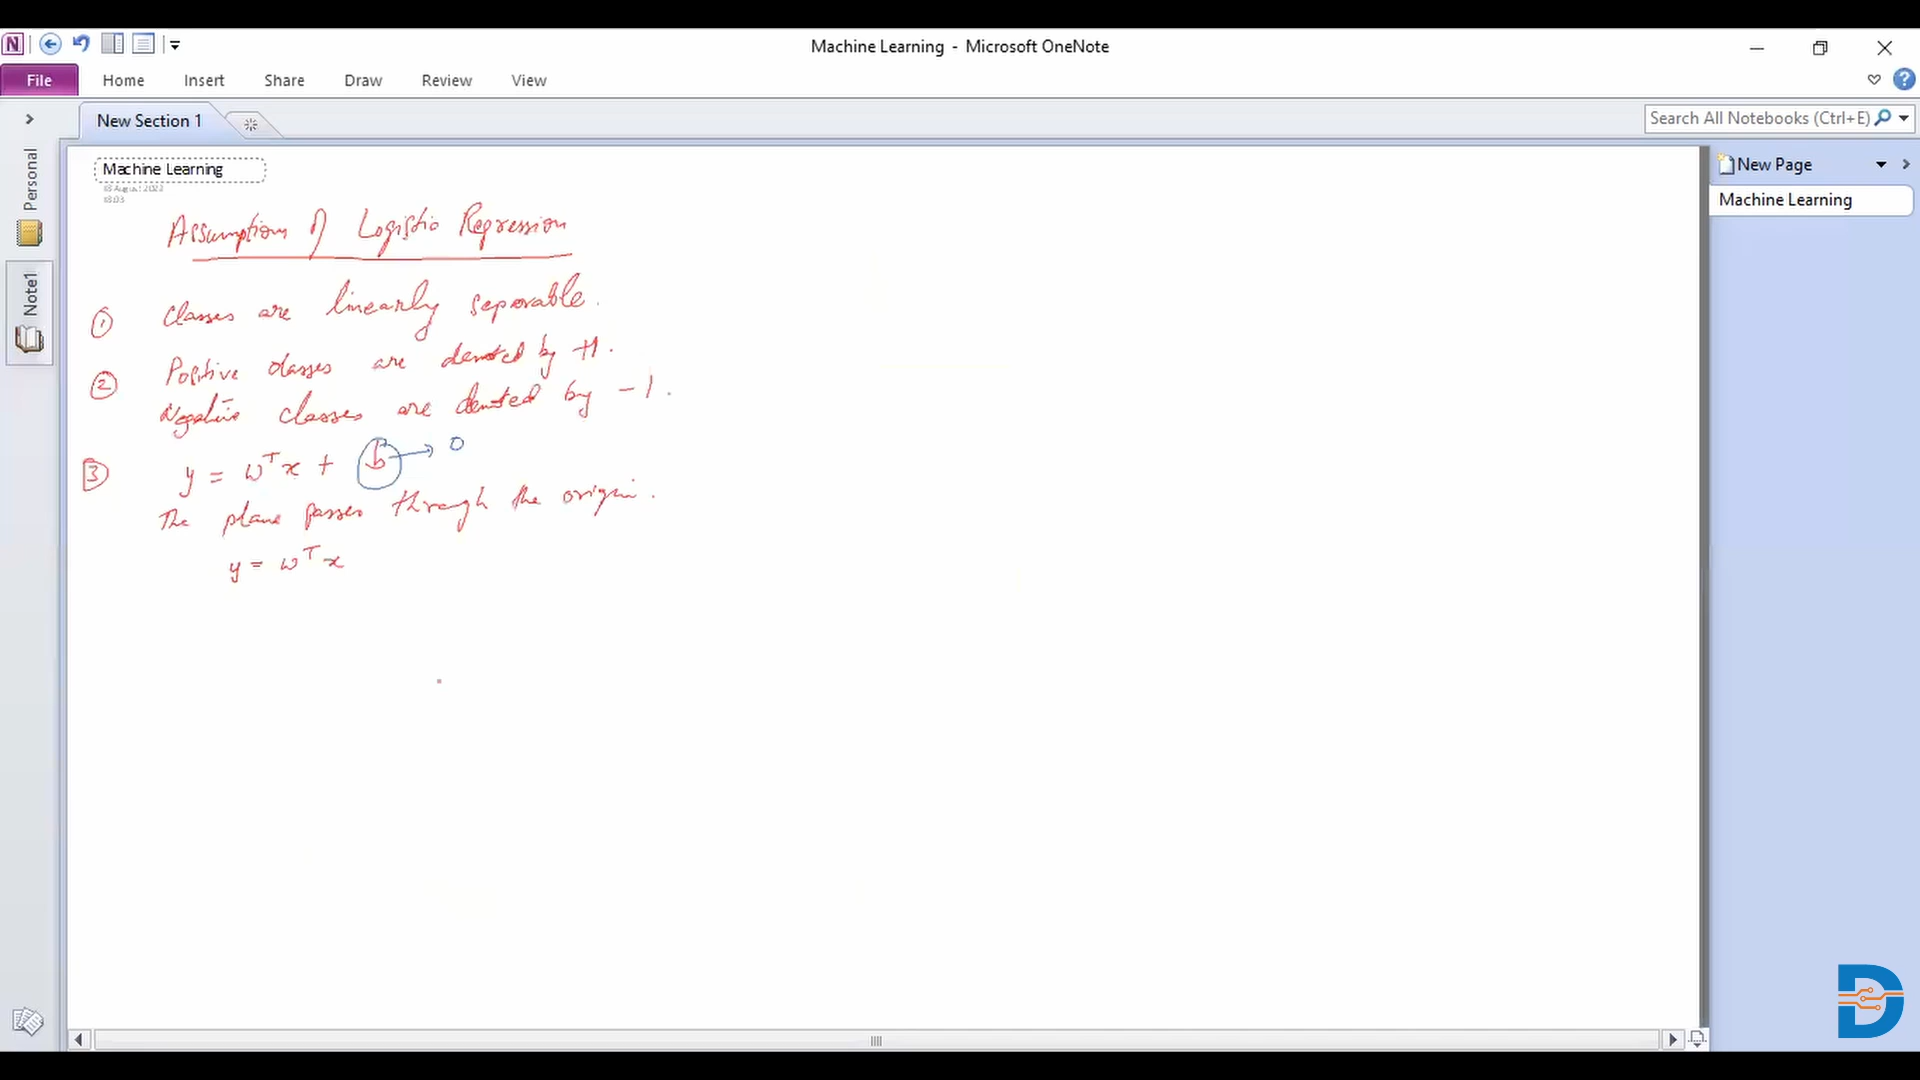 Machine Learning - Microsoft OneNote
File Home Insert Share Draw Review View
New Section 1
Search All Notebooks (Ctrl+E)
Personal
Note1
New Page
Machine Learning
Machine Learning
18 August 2022
Assumption of Logistic Regression
① Classes are linearly separable.
② Positive classes are denoted by +1.
Negative classes are denoted by -1.
③ y = wᵀx + b → 0
The plane passes through the origin.
y = wᵀx